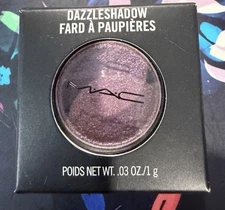 DAZZLESHADOW
FARD À PAUPIÈRES
MAC
POIDS NET WT. .03 OZ./1 g